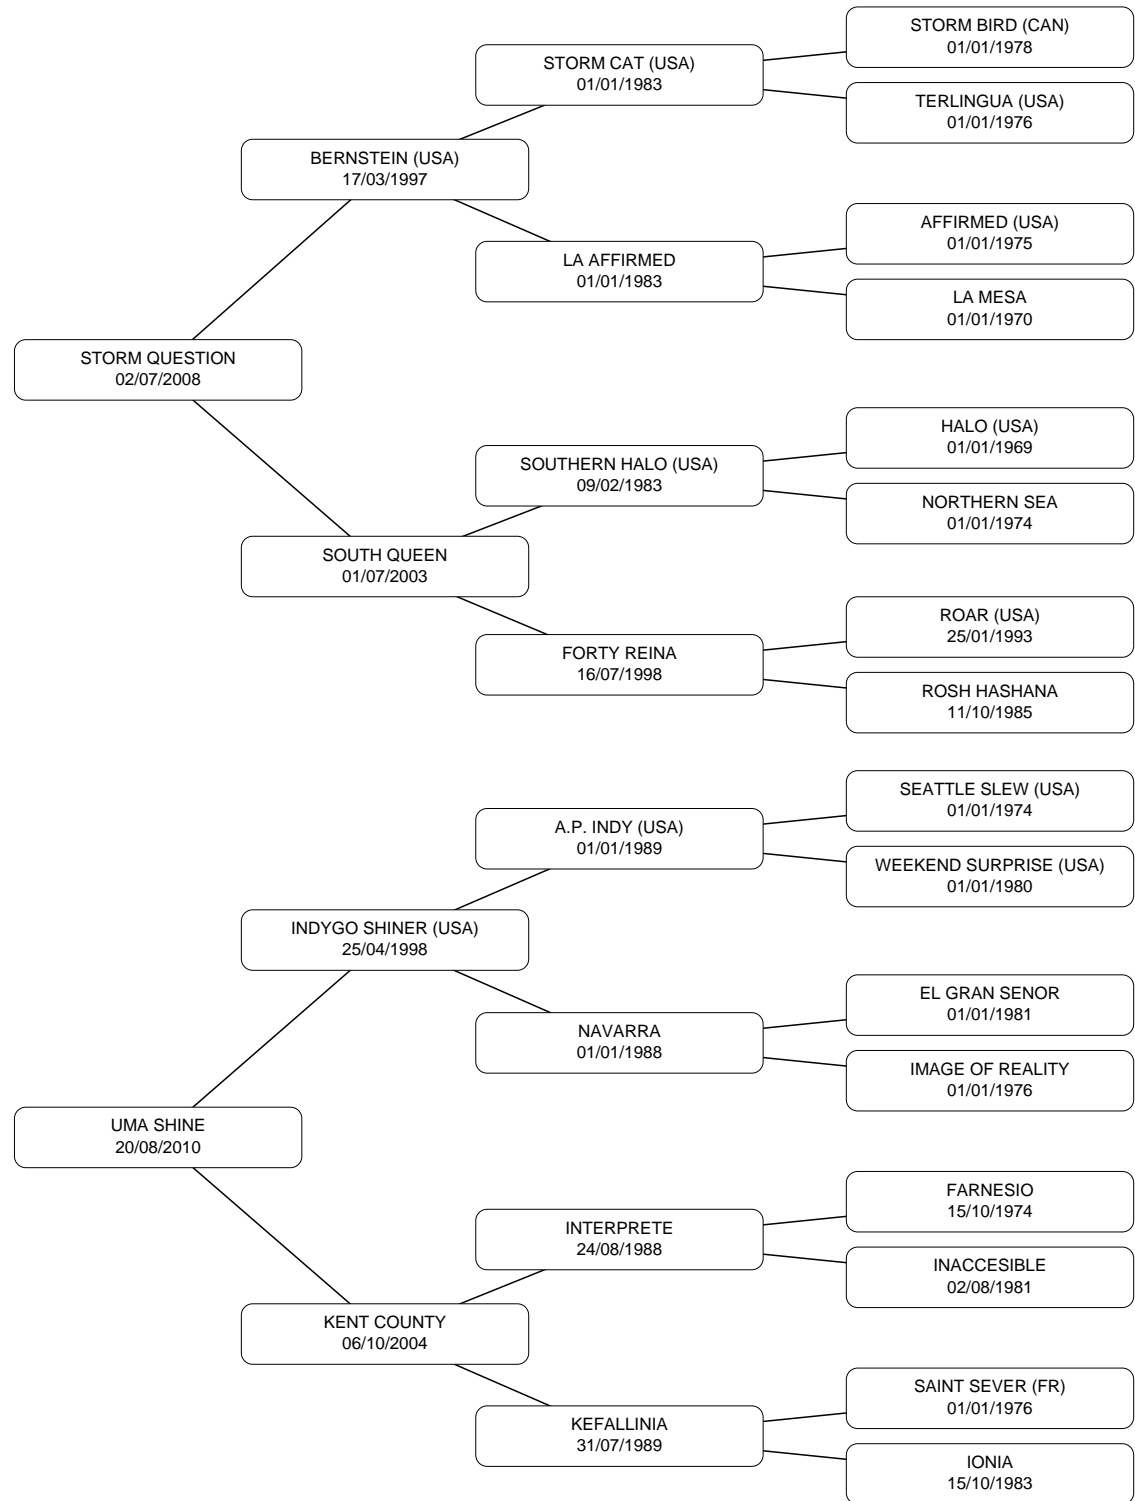 STORM BIRD (CAN)
01/01/1978
STORM CAT (USA)
01/01/1983
TERLINGUA (USA)
01/01/1976
BERNSTEIN (USA)
17/03/1997
AFFIRMED (USA)
01/01/1975
LA AFFIRMED
01/01/1983
LA MESA
01/01/1970
STORM QUESTION
02/07/2008
HALO (USA)
01/01/1969
SOUTHERN HALO (USA)
09/02/1983
NORTHERN SEA
01/01/1974
SOUTH QUEEN
01/07/2003
ROAR (USA)
25/01/1993
FORTY REINA
16/07/1998
ROSH HASHANA
11/10/1985
SEATTLE SLEW (USA)
01/01/1974
A.P. INDY (USA)
01/01/1989
WEEKEND SURPRISE (USA)
01/01/1980
INDYGO SHINER (USA)
25/04/1998
EL GRAN SENOR
01/01/1981
NAVARRA
01/01/1988
IMAGE OF REALITY
01/01/1976
UMA SHINE
20/08/2010
FARNESIO
15/10/1974
INTERPRETE
24/08/1988
INACCESIBLE
02/08/1981
KENT COUNTY
06/10/2004
SAINT SEVER (FR)
01/01/1976
KEFALLINIA
31/07/1989
IONIA
15/10/1983